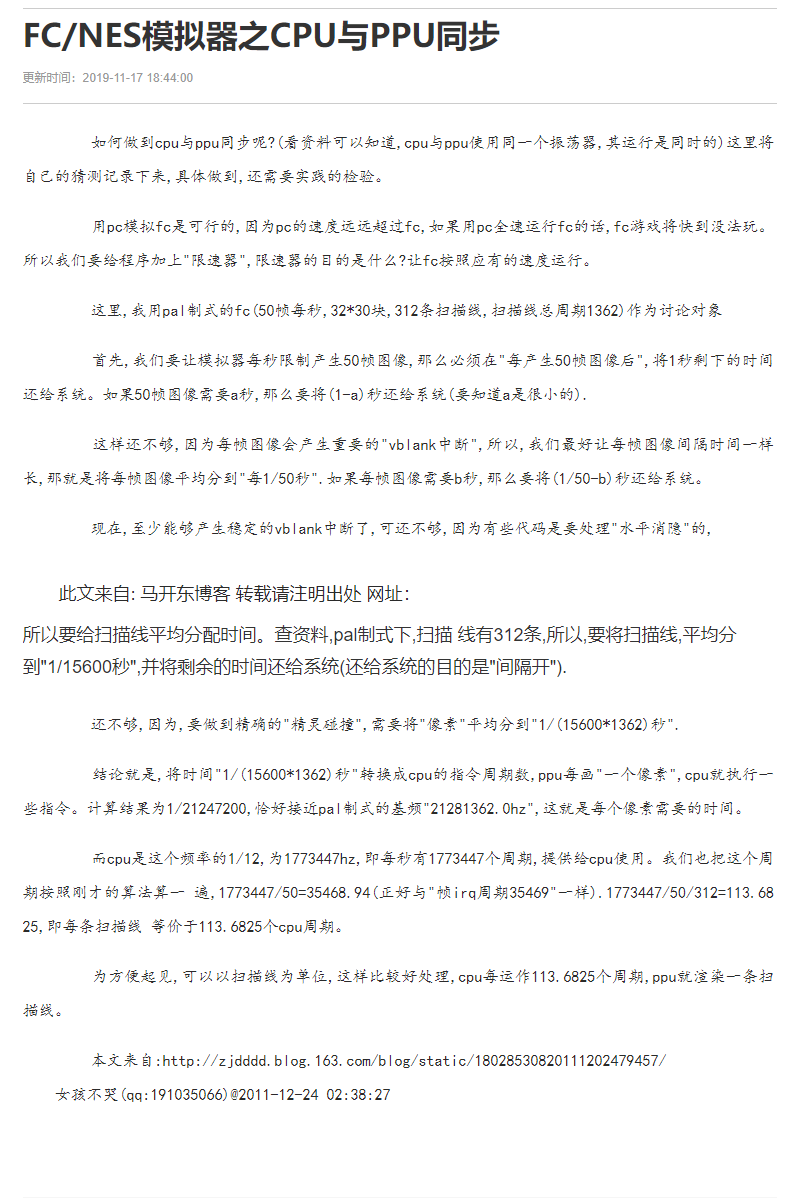 FC/NES模拟器之CPU与PPU同步
更新时间：2019-11-17 18:44:00
如何做到cpu与ppu同步呢?(看资料可以知道,cpu与ppu使用同一个振荡器,其运行是同时的)这里将
自己的猜测记录下来,具体做到,还需要实践的检验。
用pc模拟fc是可行的,因为pc的速度远远超过fc,如果用pc全速运行fc的话,fc游戏将快到没法玩。
所以我们要给程序加上"限速器",限速器的目的是什么?让fc按照应有的速度运行。
这里,我用pal制式的fc(50帧每秒,32*30块,312条扫描线,扫描线总周期1362)作为讨论对象
首先,我们要让模拟器每秒限制产生50帧图像,那么必须在"每产生50帧图像后",将1秒剩下的时间
还给系统。如果50帧图像需要a秒,那么要将(1-a)秒还给系统(要知道a是很小的).
这样还不够,因为每帧图像会产生重要的"vblank中断",所以,我们最好让每帧图像间隔时间一样
长,那就是将每帧图像平均分到"每1/50秒".如果每帧图像需要b秒,那么要将(1/50-b)秒还给系统。
现在,至少能够产生稳定的vblank中断了,可还不够,因为有些代码是要处理"水平消隐"的,
此文来自: 马开东博客 转载请注明出处 网址：
所以要给扫描线平均分配时间。查资料,pal制式下,扫描 线有312条,所以,要将扫描线,平均分
到"1/15600秒",并将剩余的时间还给系统(还给系统的目的是"间隔开").
还不够,因为,要做到精确的"精灵碰撞",需要将"像素"平均分到"1/(15600*1362)秒".
结论就是,将时间"1/(15600*1362)秒"转换成cpu的指令周期数,ppu每画"一个像素",cpu就执行一
些指令。计算结果为1/21247200,恰好接近pal制式的基频"21281362.0hz",这就是每个像素需要的时间。
而cpu是这个频率的1/12,为1773447hz,即每秒有1773447个周期,提供给cpu使用。我们也把这个周
期按照刚才的算法算一 遍,1773447/50=35468.94(正好与"帧irq周期35469"一样).1773447/50/312=113.68
25,即每条扫描线 等价于113.6825个cpu周期。
为方便起见,可以以扫描线为单位,这样比较好处理,cpu每运作113.6825个周期,ppu就渲染一条扫
描线。
本文来自:http://zjdddd.blog.163.com/blog/static/18028530820111202479457/
女孩不哭(qq:191035066)@2011-12-24 02:38:27